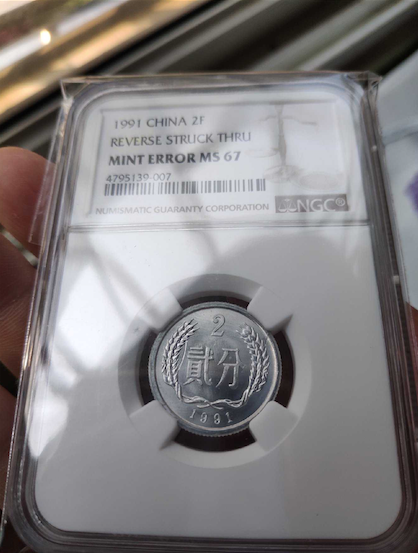 1991 CHINA 2F
REVERSE STRUCK THRU
MINT ERROR MS 67
4795139-007
NUMISMATIC GUARANTY CORPORATION
NGC®
2
貳分
1991